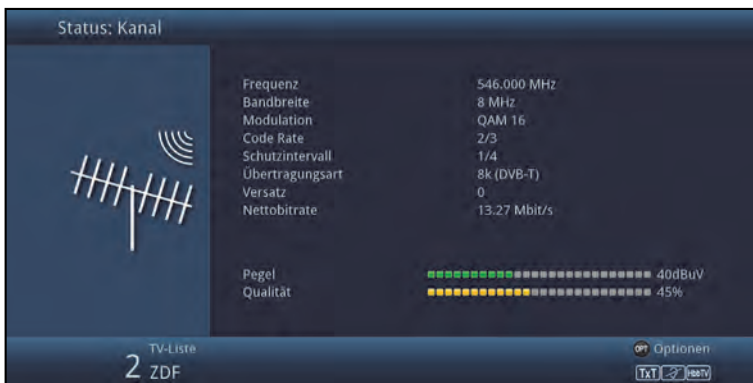 Status: Kanal
Frequenz 546.000 MHz
Bandbreite 8 MHz
Modulation QAM 16
Code Rate 2/3
Schutzintervall 1/4
Übertragungsart 8k (DVB-T)
Versatz 0
Nettobitrate 13.27 Mbit/s
Pegel 40dBuV
Qualität 45%
TV-Liste
2 ZDF
OPT Optionen
TxT HbbTV